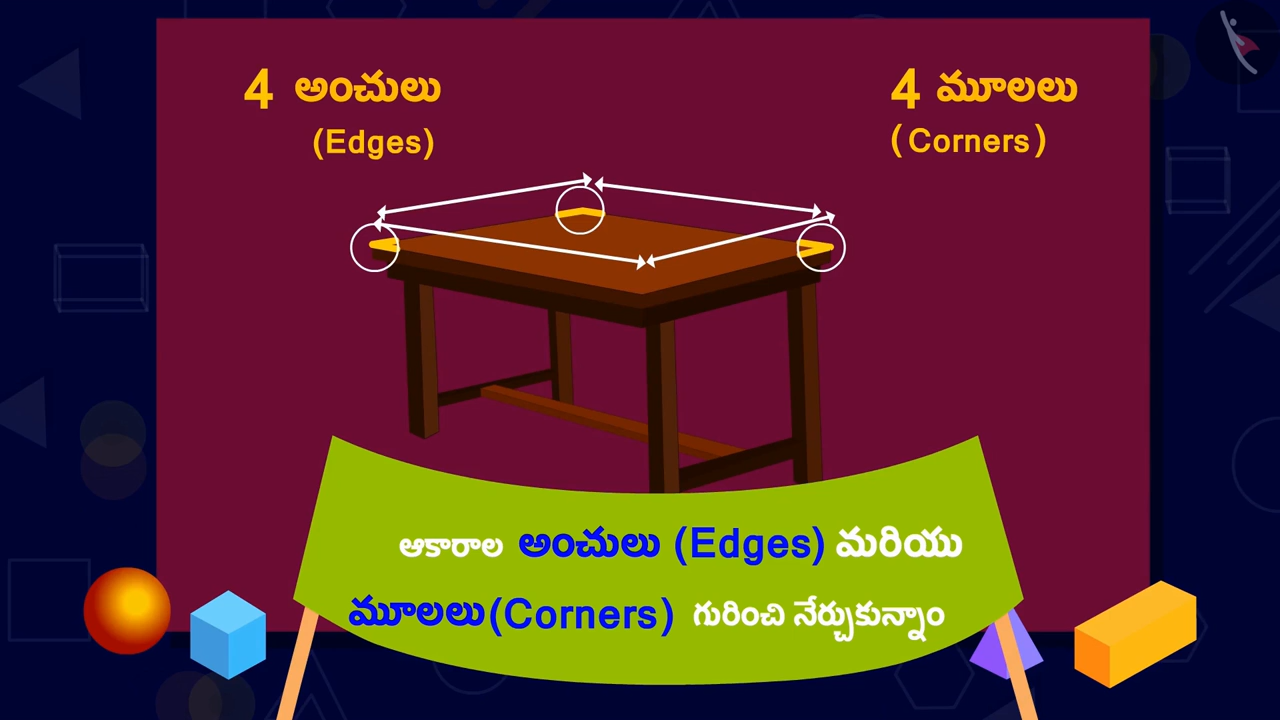 4 అంచులు
(Edges)
4 మూలలు
(Corners)
ఆకారాల అంచులు (Edges) మరియు
మూలలు(Corners) గురించి నేర్చుకున్నాం